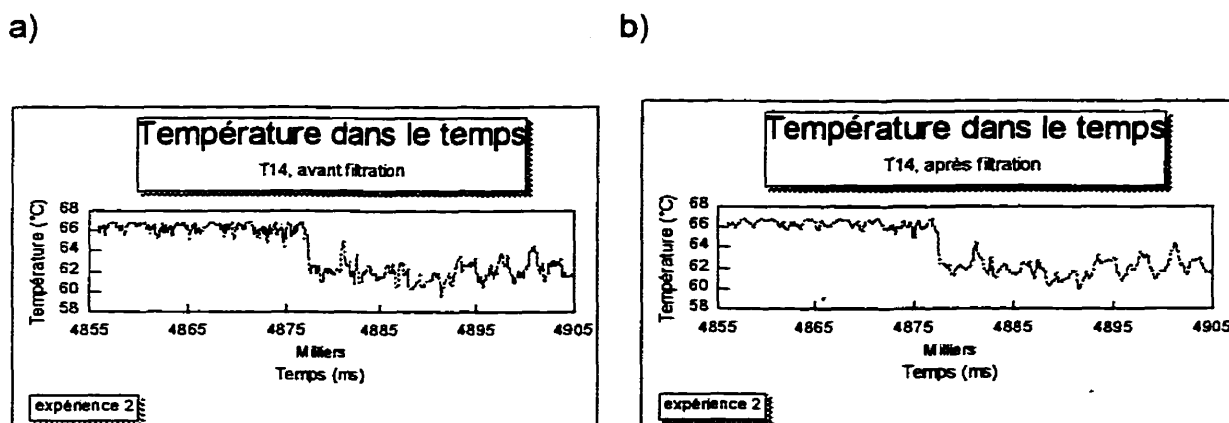 a)
Température dans le temps
T14, avant filtration
Température (°C)
68
66
64
62
60
58
4855 4865 4875 4885 4895 4905
Milliers
Temps (ms)
expérience 2
b)
Température dans le temps
T14, après filtration
Température (°C)
68
66
64
62
60
58
4855 4865 4875 4885 4895 4905
Milliers
Temps (ms)
expérience 2